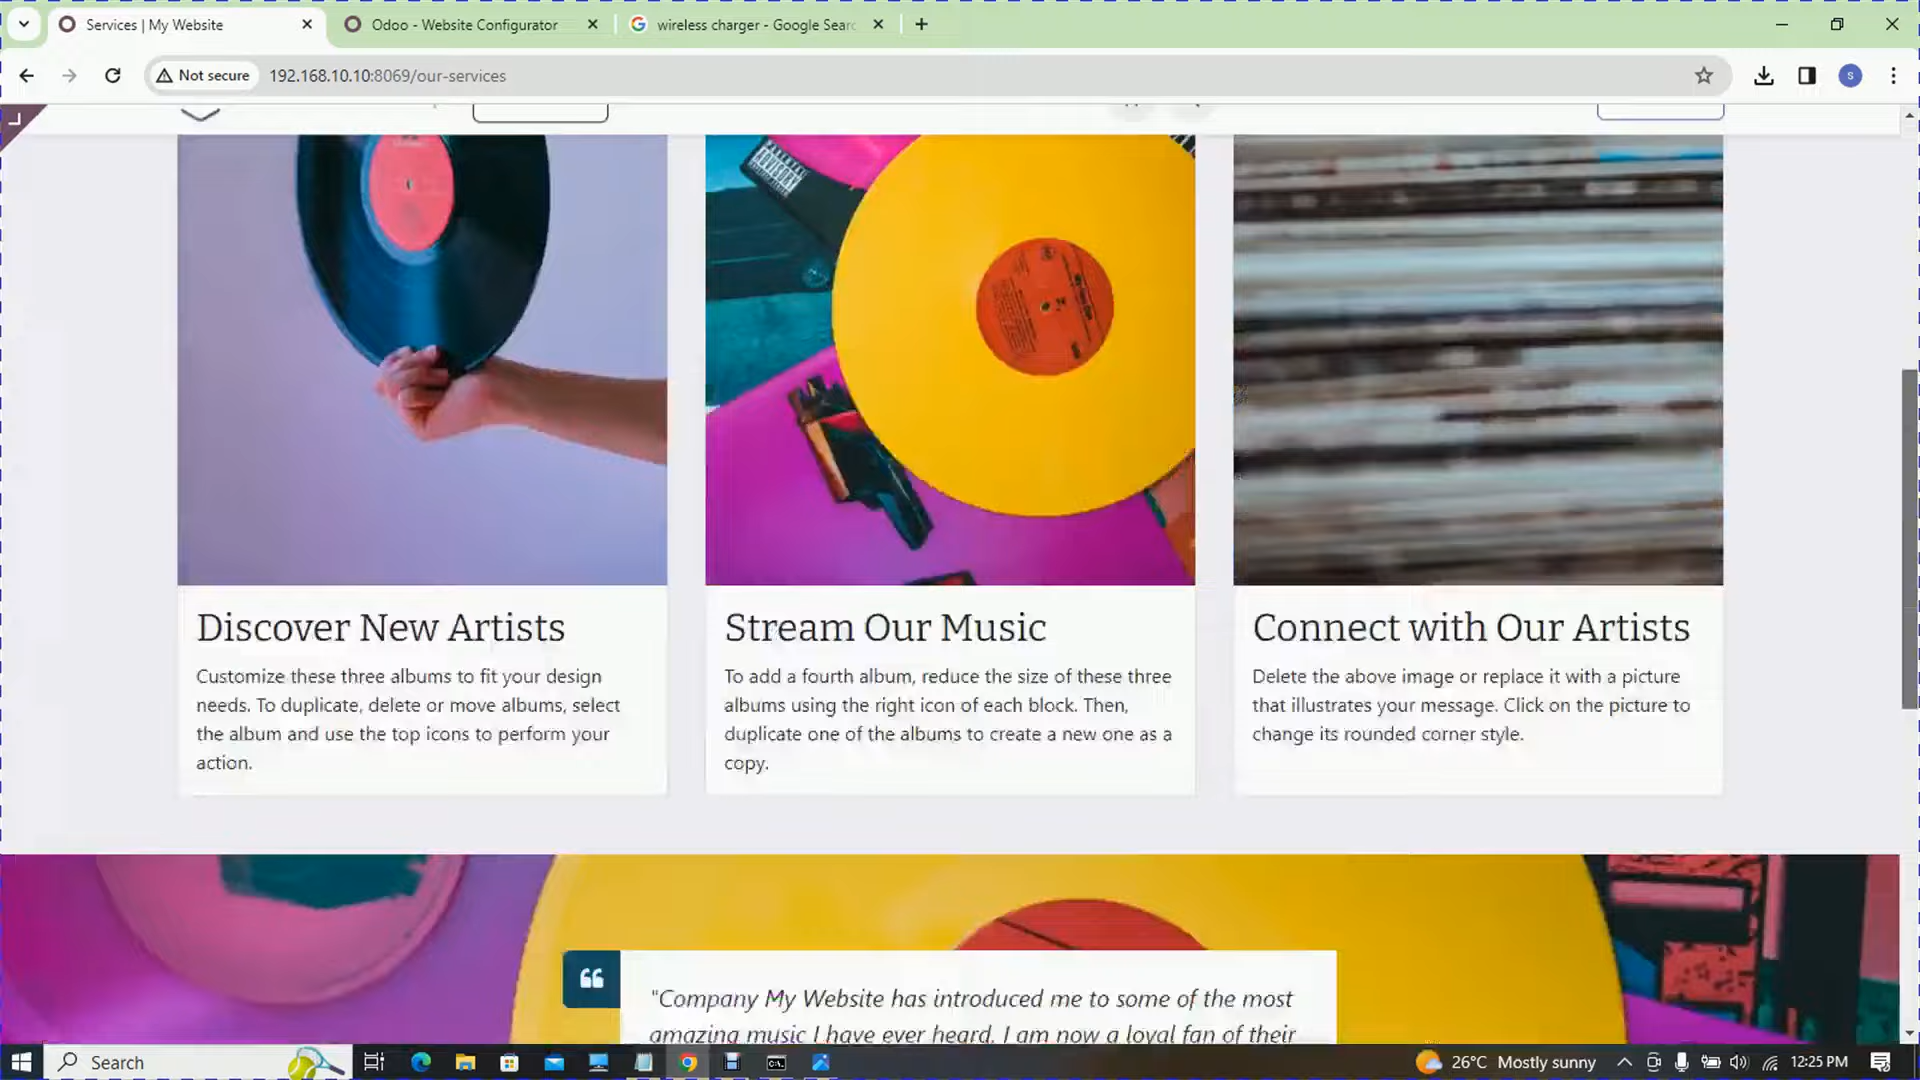 Services | My Website
Odoo - Website Configurator
wireless charger - Google Sear
Not secure
192.168.10.10:8069/our-services
S
Discover New Artists
Customize these three albums to fit your design
needs. To duplicate, delete or move albums, select
the album and use the top icons to perform your
action.
Stream Our Music
To add a fourth album, reduce the size of these three
albums using the right icon of each block. Then,
duplicate one of the albums to create a new one as a
copy.
Connect with Our Artists
Delete the above image or replace it with a picture
that illustrates your message. Click on the picture to
change its rounded corner style.
"Company My Website has introduced me to some of the most
amazing music I have ever heard. I am now a loyal fan of their
Search
26°C Mostly sunny
12:25 PM